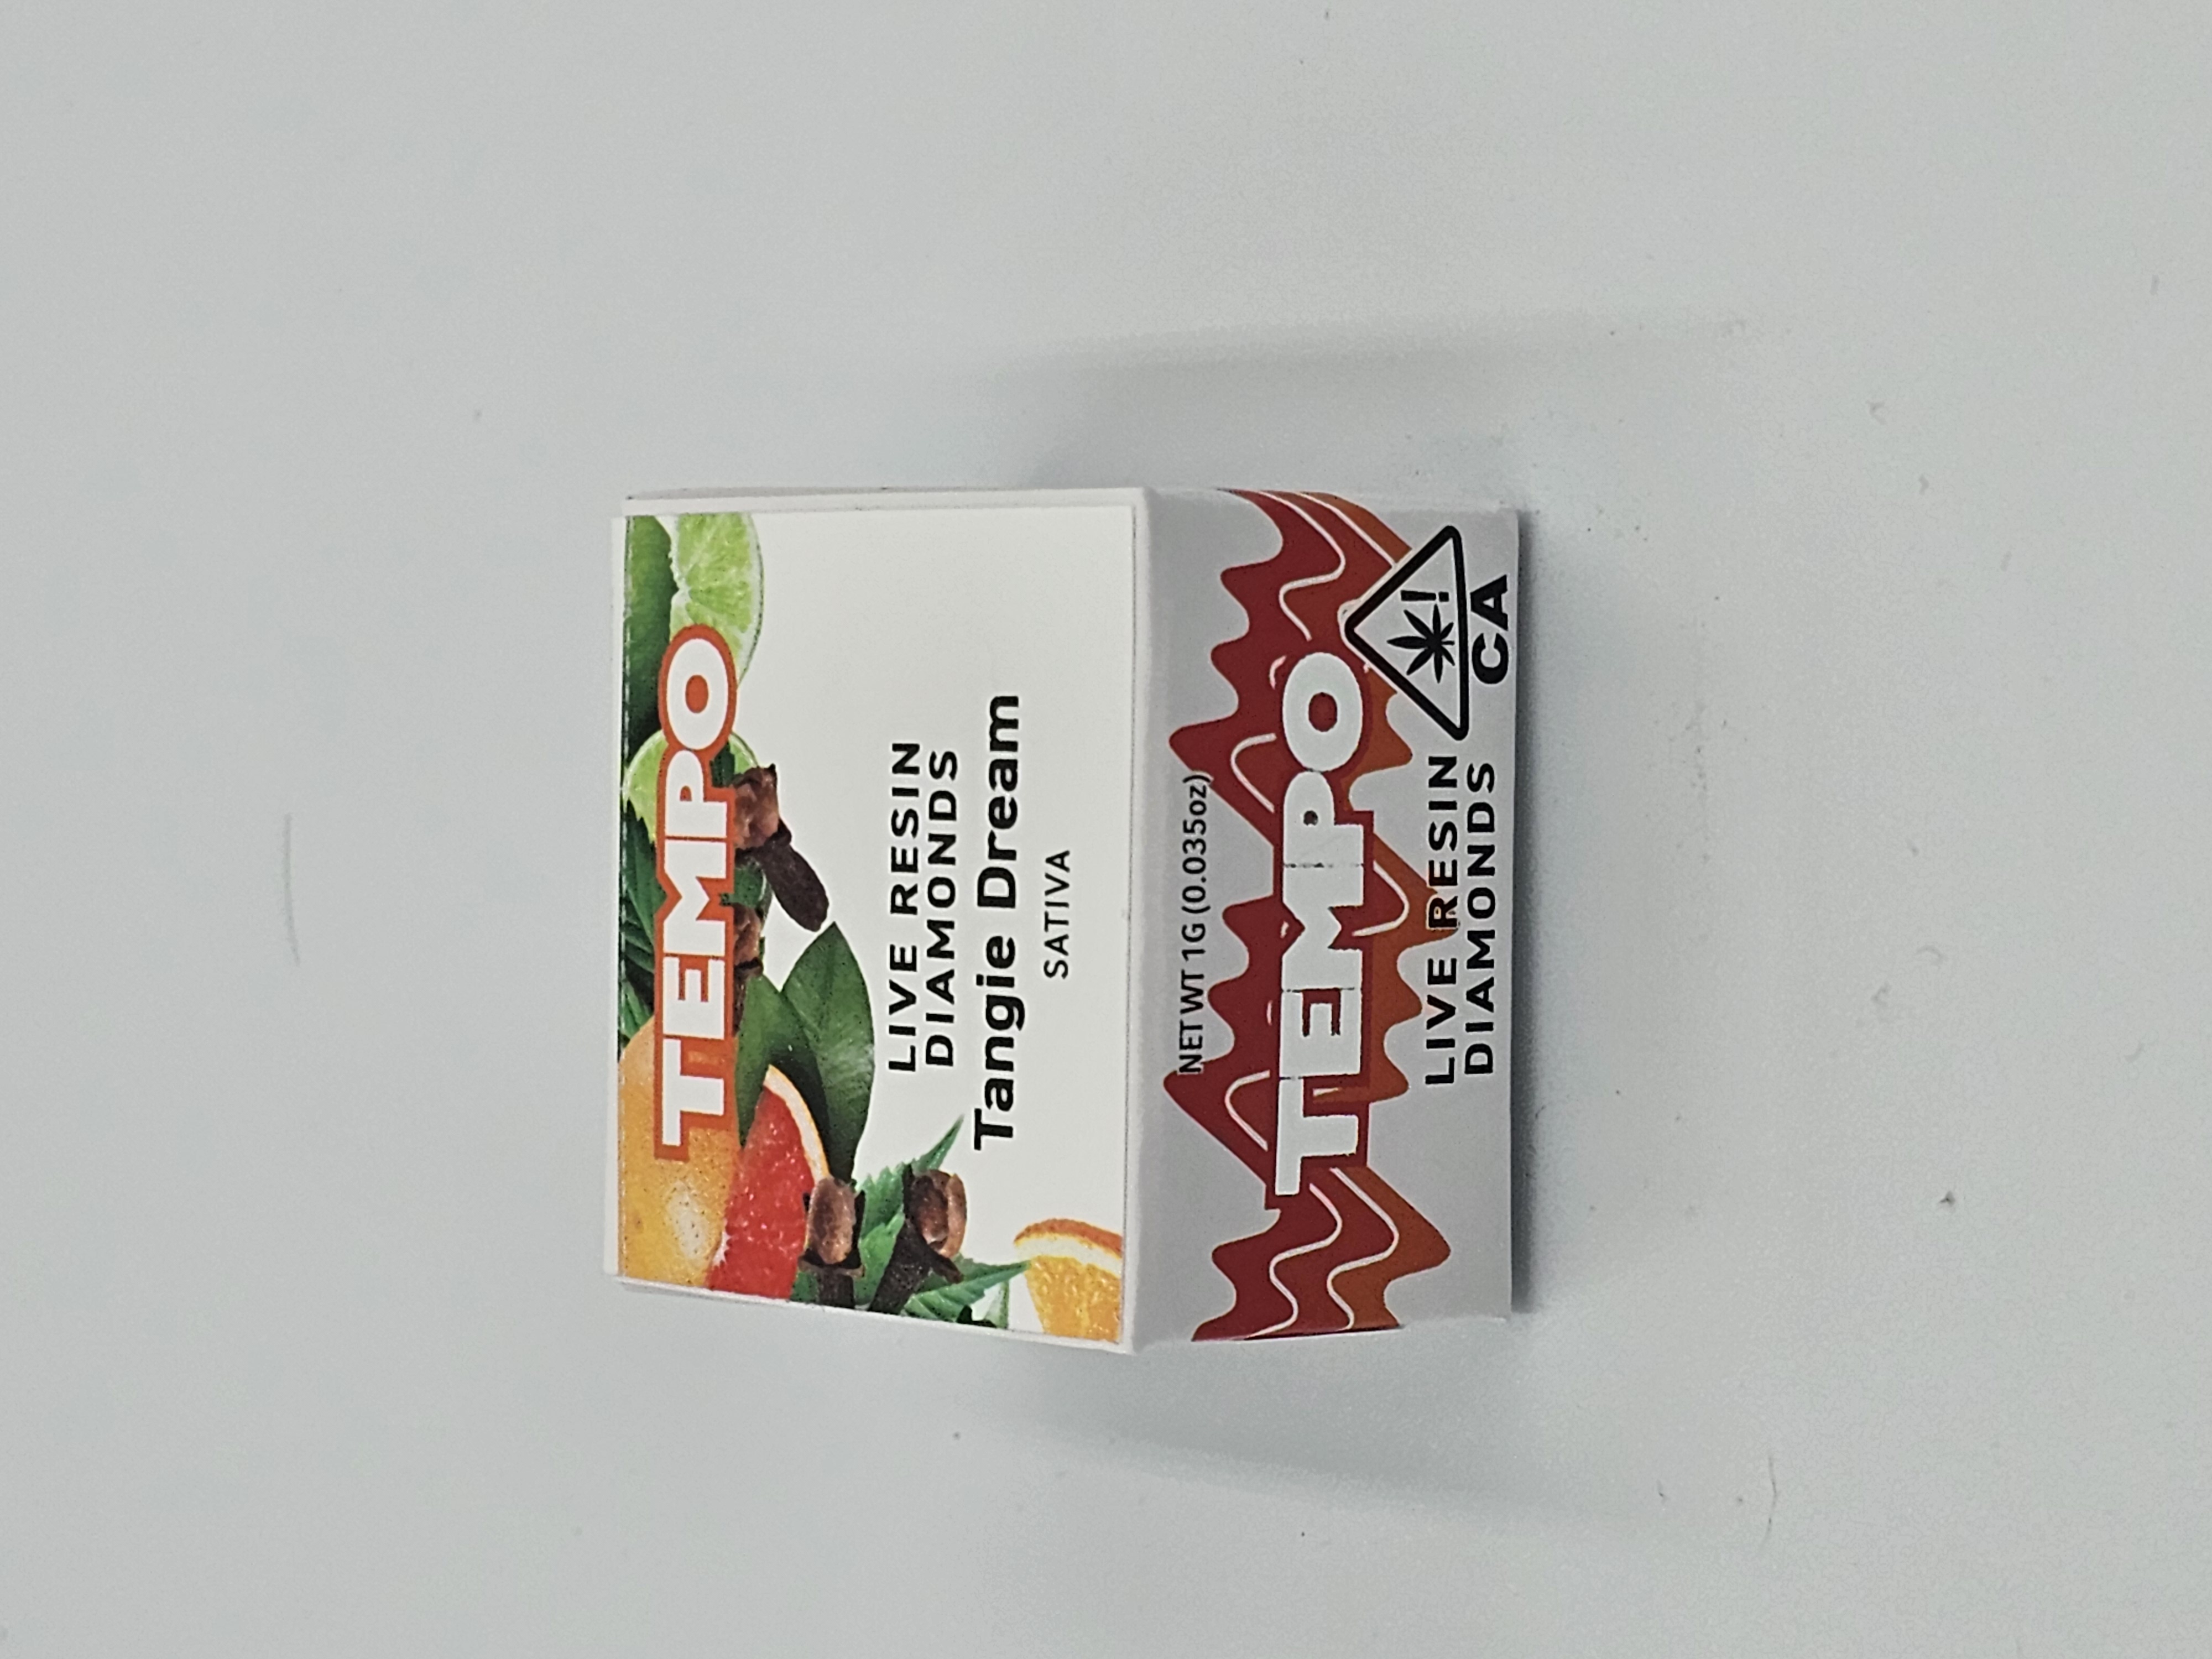 TEMPO
LIVE RESIN
DIAMONDS
Tangie Dream
SATIVA
NET WT 1G (0.035oz)
TEMPO
LIVE RESIN
DIAMONDS
!
CA